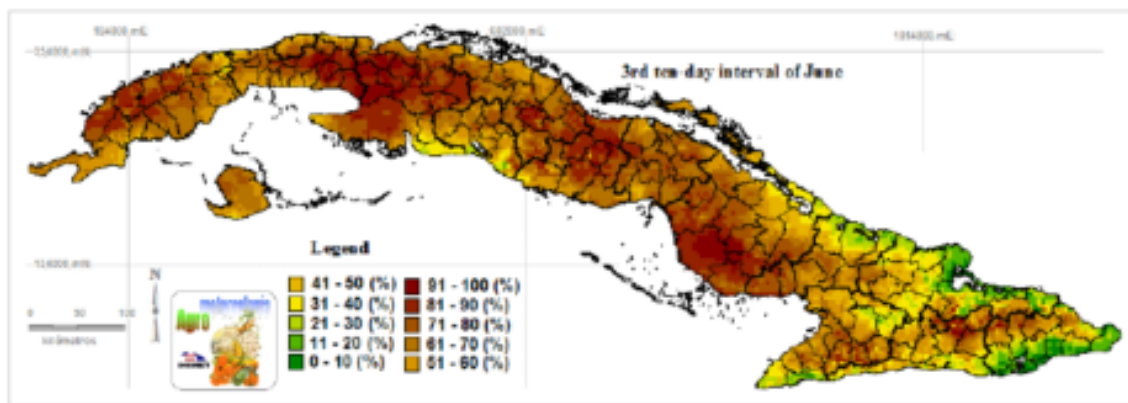 3rd ten-day interval of June
Legend
41 - 50 (%)
31 - 40 (%)
21 - 30 (%)
11 - 20 (%)
0 - 10 (%)
91 - 100 (%)
81 - 90 (%)
71 - 80 (%)
61 - 70 (%)
51 - 60 (%)
N
0
50
100
kilómetros
Agro